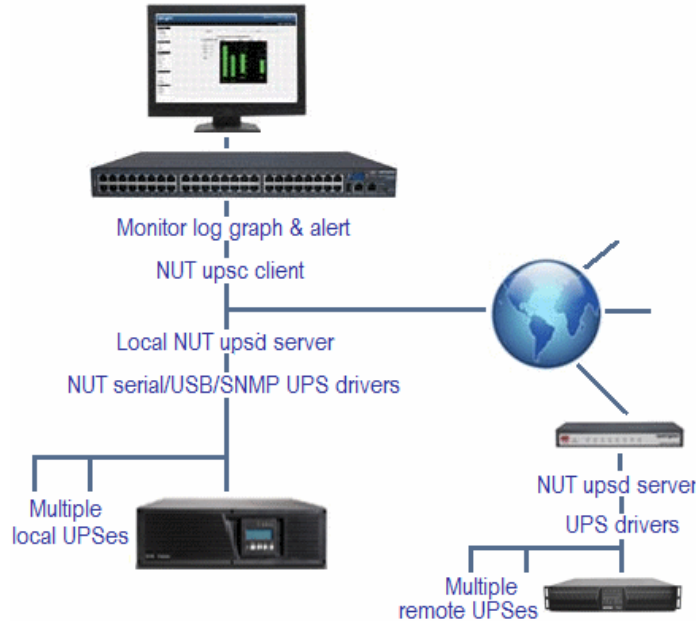 Monitor log graph & alert
NUT upsc client
Local NUT upsd server
NUT serial/USB/SNMP UPS drivers
Multiple
local UPSes
NUT upsd server
UPS drivers
Multiple
remote UPSes